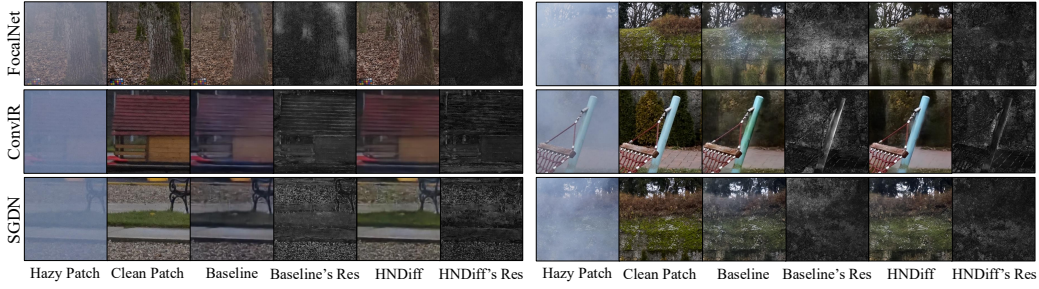 FocalNet
ConvIR
SGDN
Hazy Patch Clean Patch Baseline Baseline's Res HNDiff HNDiff's Res Hazy Patch Clean Patch Baseline Baseline's Res HNDiff HNDiff's Res